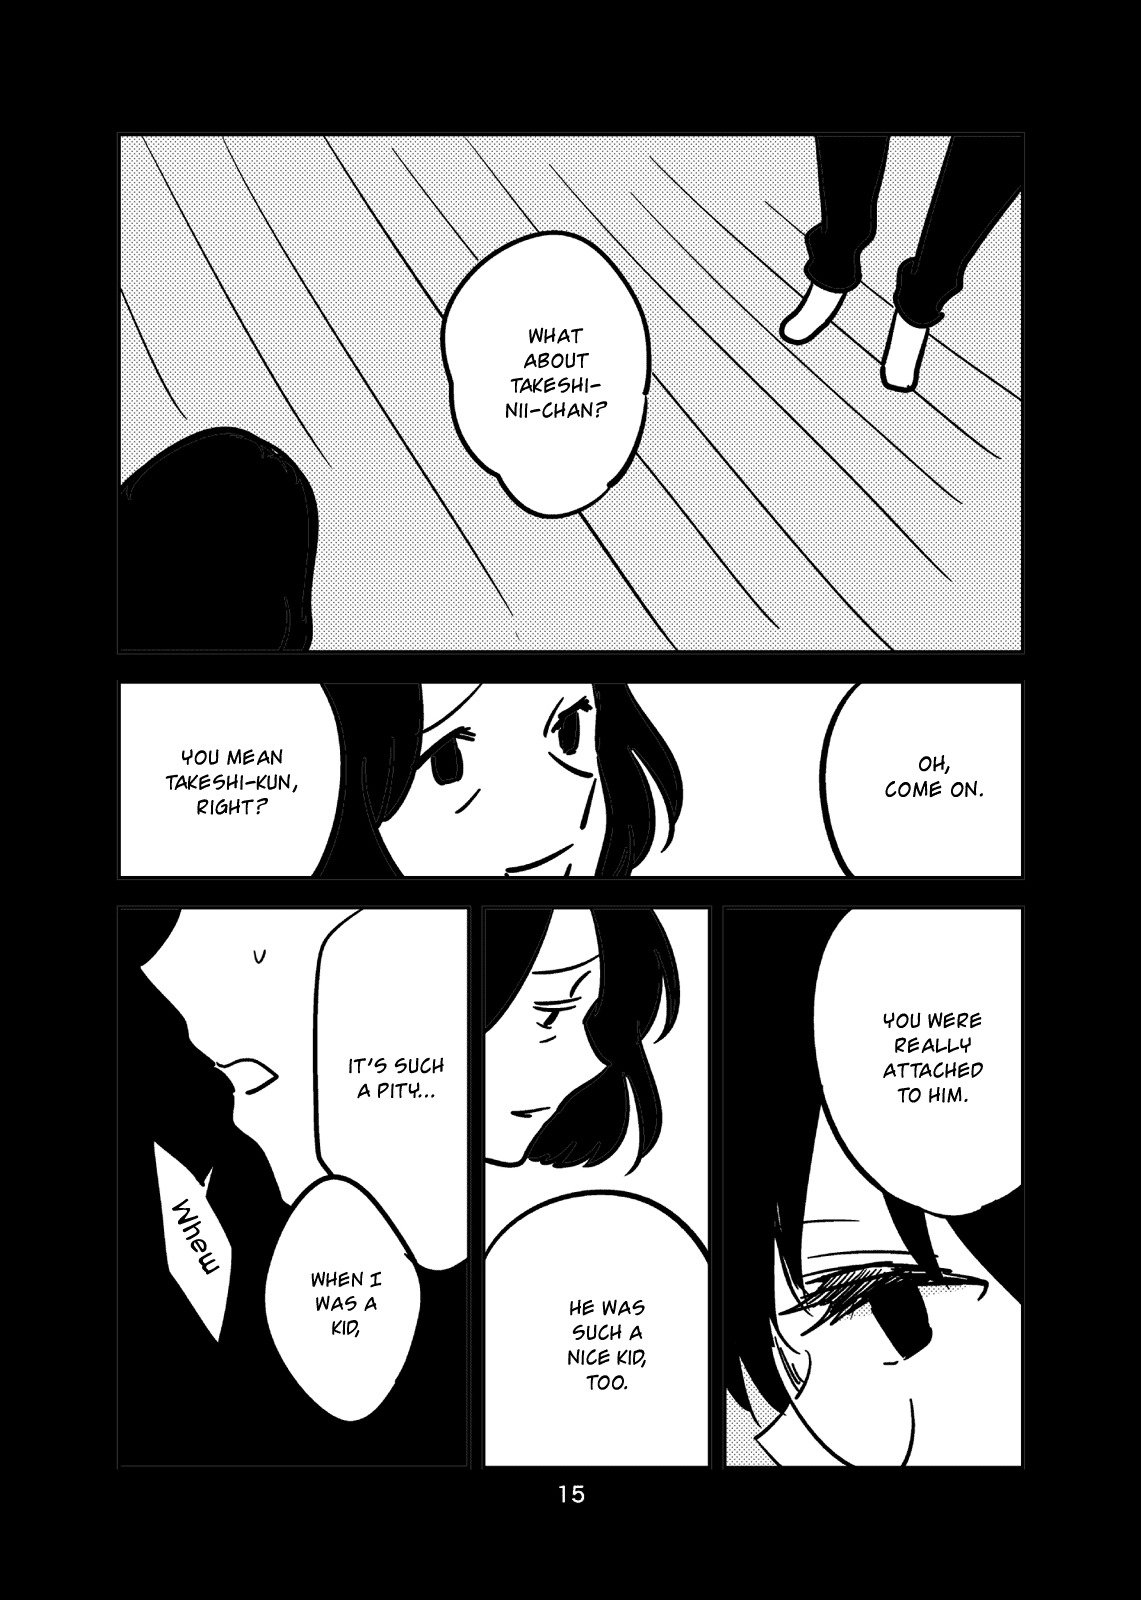 WHAT
ABOUT
TAKESHI-
NII-CHAN?
OH,
COME ON.
YOU MEAN
TAKESHI-KUN,
RIGHT?
YOU WERE
REALLY
ATTACHED
TO HIM.
HE WAS
SUCH A
NICE KID,
TOO.
IT'S SUCH
A PITY...
WHEN I
WAS A
KID,
Whew
15